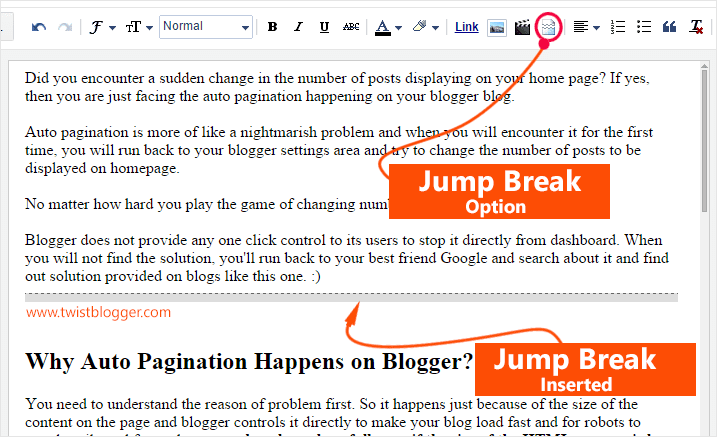 Normal B I U ABC A Link
Did you encounter a sudden change in the number of posts displaying on your home page? If yes,
then you are just facing the auto pagination happening on your blogger blog.
Auto pagination is more of like a nightmarish problem and when you will encounter it for the first
time, you will run back to your blogger settings area and try to change the number of posts to be
displayed on homepage.
Jump Break
Option
No matter how hard you play the game of changing
Blogger does not provide any one click control to its users to stop it directly from dashboard. When
you will not find the solution, you'll run back to your best friend Google and search about it and find
out solution provided on blogs like this one. :)
www.twistblogger.com
Why Auto Pagination Happens on Blogger?
Jump Break
Inserted
You need to understand the reason of problem first. So it happens just because of the size of the
content on the page and blogger controls it directly to make your blog load fast and for robots to